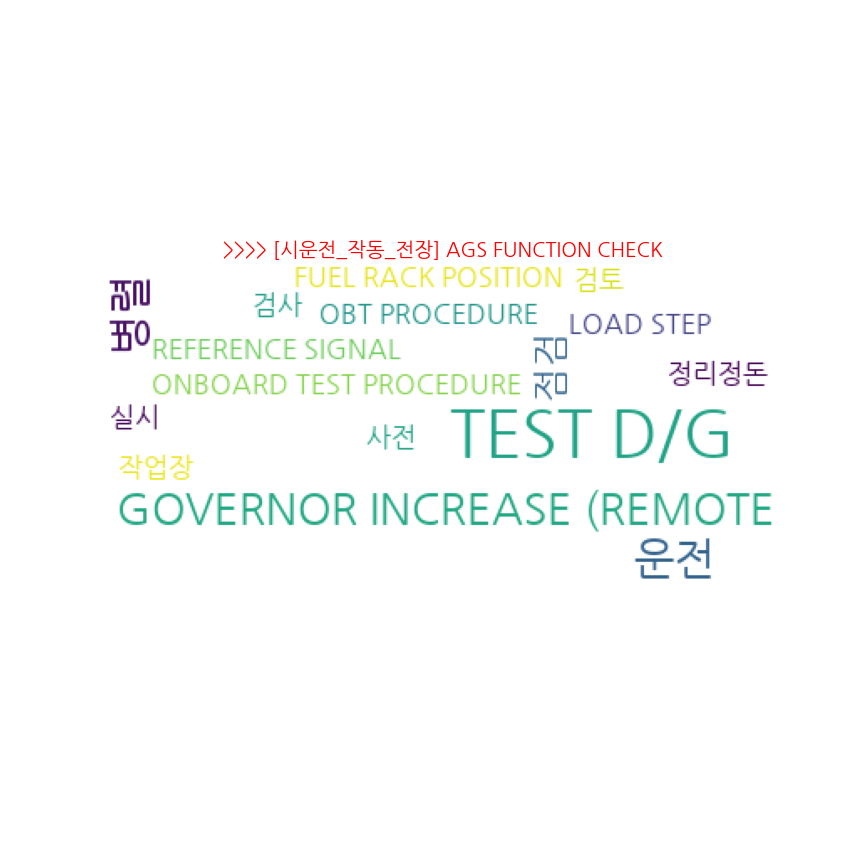 >>>> [시운전_작동_전장] AGS FUNCTION CHECK
FUEL RACK POSITION
검토
병렬
검사
OBT PROCEDURE
LOAD STEP
REFERENCE SIGNAL
점검
정리정돈
ONBOARD TEST PROCEDURE
실시
사전
TEST D/G
작업장
GOVERNOR INCREASE (REMOTE
운전